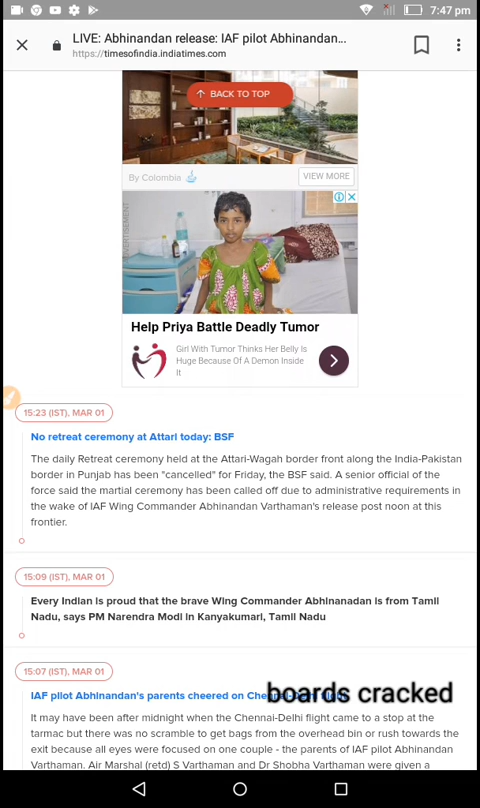 7:47 pm
LIVE: Abhinandan release: IAF pilot Abhinandan...
https://timesofindia.indiatimes.com
↑ BACK TO TOP
By Colombia
VIEW MORE
ADVERTISEMENT
Help Priya Battle Deadly Tumor
Girl With Tumor Thinks Her Belly Is
Huge Because Of A Demon Inside
It
15:23 (IST), MAR 01
No retreat ceremony at Attari today: BSF
The daily Retreat ceremony held at the Attari-Wagah border front along the India-Pakistan
border in Punjab has been "cancelled" for Friday, the BSF said. A senior official of the
force said the martial ceremony has been called off due to administrative requirements in
the wake of IAF Wing Commander Abhinandan Varthaman's release post noon at this
frontier.
15:09 (IST), MAR 01
Every Indian is proud that the brave Wing Commander Abhinanadan is from Tamil
Nadu, says PM Narendra Modi in Kanyakumari, Tamil Nadu
15:07 (IST), MAR 01
IAF pilot Abhinandan's parents cheered on Chennai-Delhi flight
boards cracked
It may have been after midnight when the Chennai-Delhi flight came to a stop at the
tarmac but there was no scramble to get bags from the overhead bin or rush towards the
exit because all eyes were focused on one couple - the parents of IAF pilot Abhinandan
Varthaman. Air Marshal (retd) S Varthaman and Dr Shobha Varthaman were given a